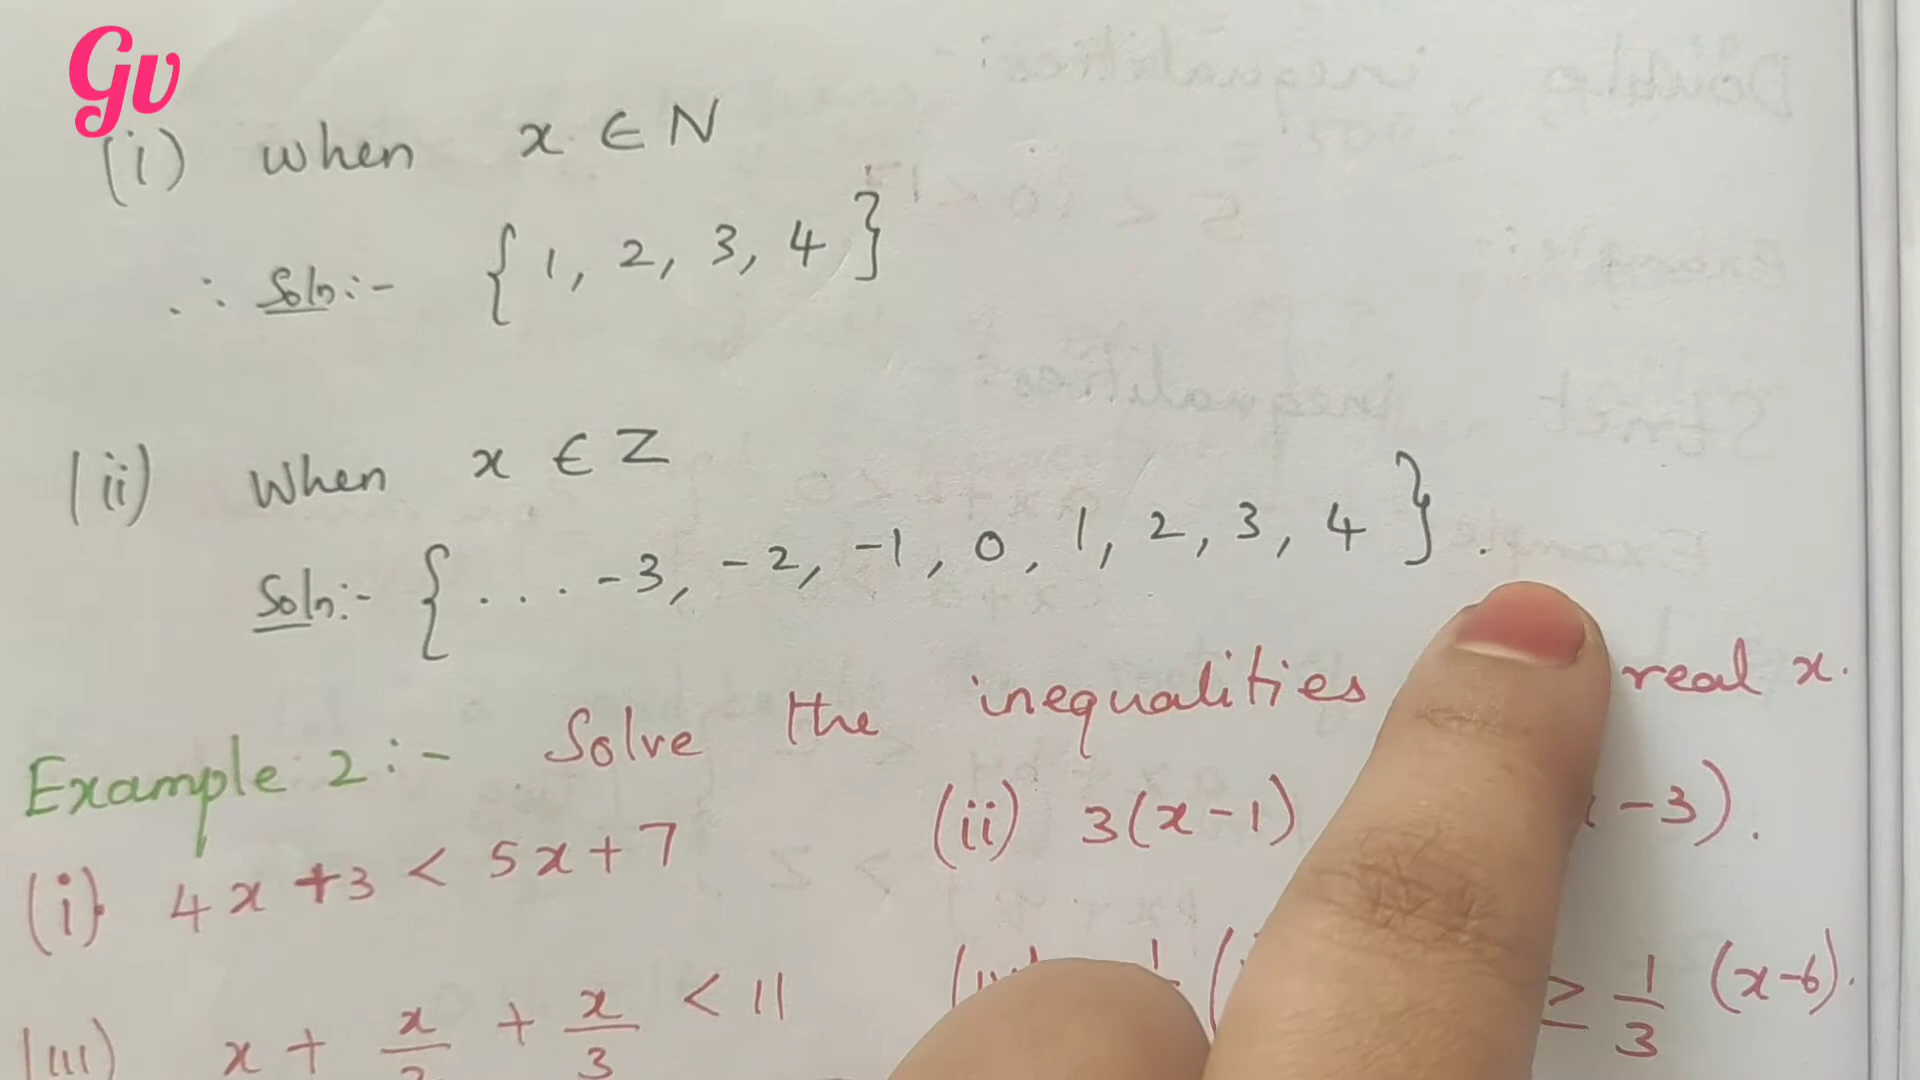 Gv
(i) when x ∈ N
∴ Soln:- {1, 2, 3, 4}
(ii) When x ∈ Z
Soln:- {... -3, -2, -1, 0, 1, 2, 3, 4}.
Example 2:- Solve the inequalities real x.
(i) 4x + 3 < 5x + 7
(ii) 3(x-1) -3).
(iii) x + x/2 + x/3 < 11
≥ 1/3 (x-6).